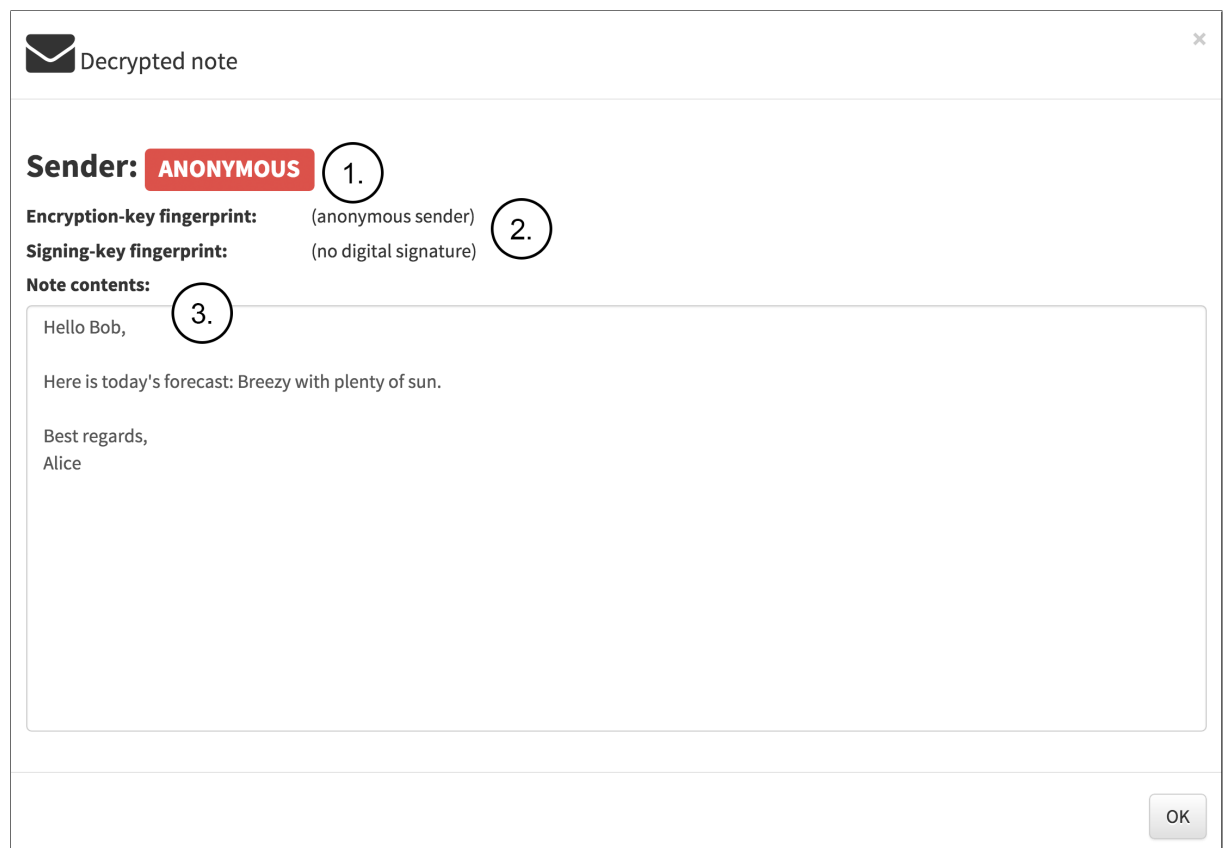 Decrypted note
×
Sender: ANONYMOUS 1.
Encryption-key fingerprint: (anonymous sender) 2.
Signing-key fingerprint: (no digital signature)
Note contents:
3.
Hello Bob,
Here is today's forecast: Breezy with plenty of sun.
Best regards,
Alice
OK